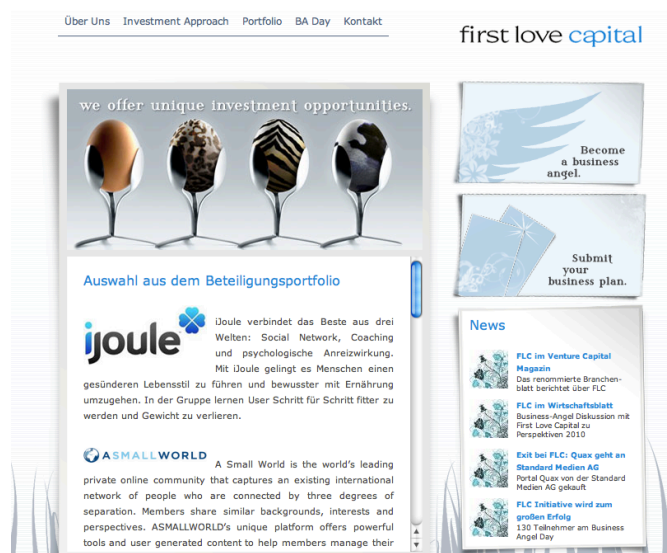 Über Uns Investment Approach Portfolio BA Day Kontakt
first love capital
we offer unique investment opportunities.
Become
a business
angel.
Submit
your
business plan.
Auswahl aus dem Beteiligungsportfolio
ijoule
iJoule verbindet das Beste aus drei
Welten: Social Network, Coaching
und psychologische Anreizwirkung.
Mit iJoule gelingt es Menschen einen
gesünderen Lebensstil zu führen und bewusster mit Ernährung
umzugehen. In der Gruppe lernen User Schritt für Schritt fitter zu
werden und Gewicht zu verlieren.
ASMALLWORLD
A Small World is the world's leading
private online community that captures an existing international
network of people who are connected by three degrees of
separation. Members share similar backgrounds, interests and
perspectives. ASMALLWORLD's unique platform offers powerful
tools and user generated content to help members manage their
News
FLC im Venture Capital
Magazin
Das renommierte Branchen-
blatt berichtet über FLC
FLC im Wirtschaftsblatt
Business-Angel Diskussion mit
First Love Capital zu
Perspektiven 2010
Exit bei FLC: Quax geht an
Standard Medien AG
Portal Quax von der Standard
Medien AG gekauft
FLC Initiative wird zum
großen Erfolg
130 Teilnehmer am Business
Angel Day